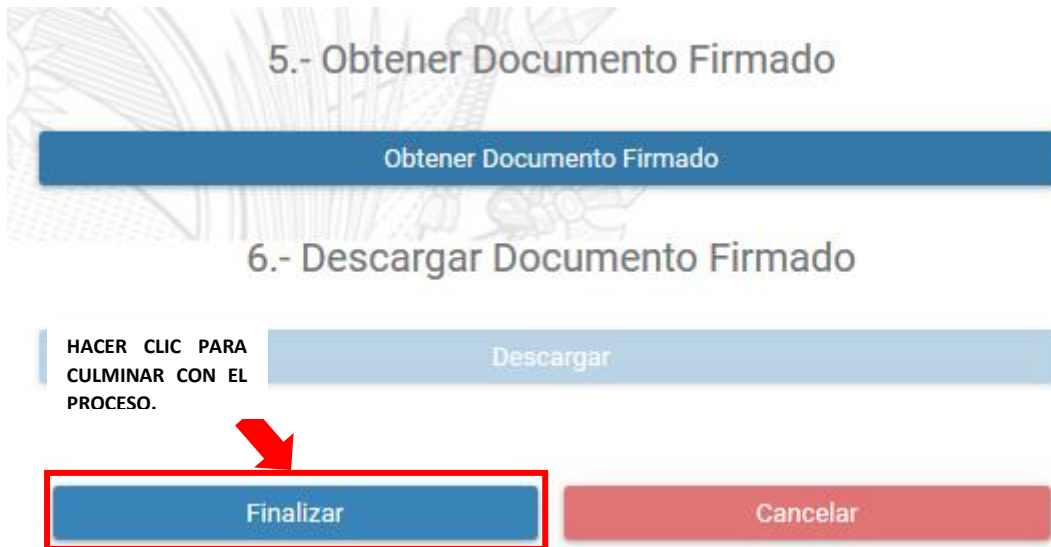 5.- Obtener Documento Firmado
Obtener Documento Firmado
6.- Descargar Documento Firmado
HACER CLIC PARA
CULMINAR CON EL
PROCESO.
Descargar
Finalizar
Cancelar